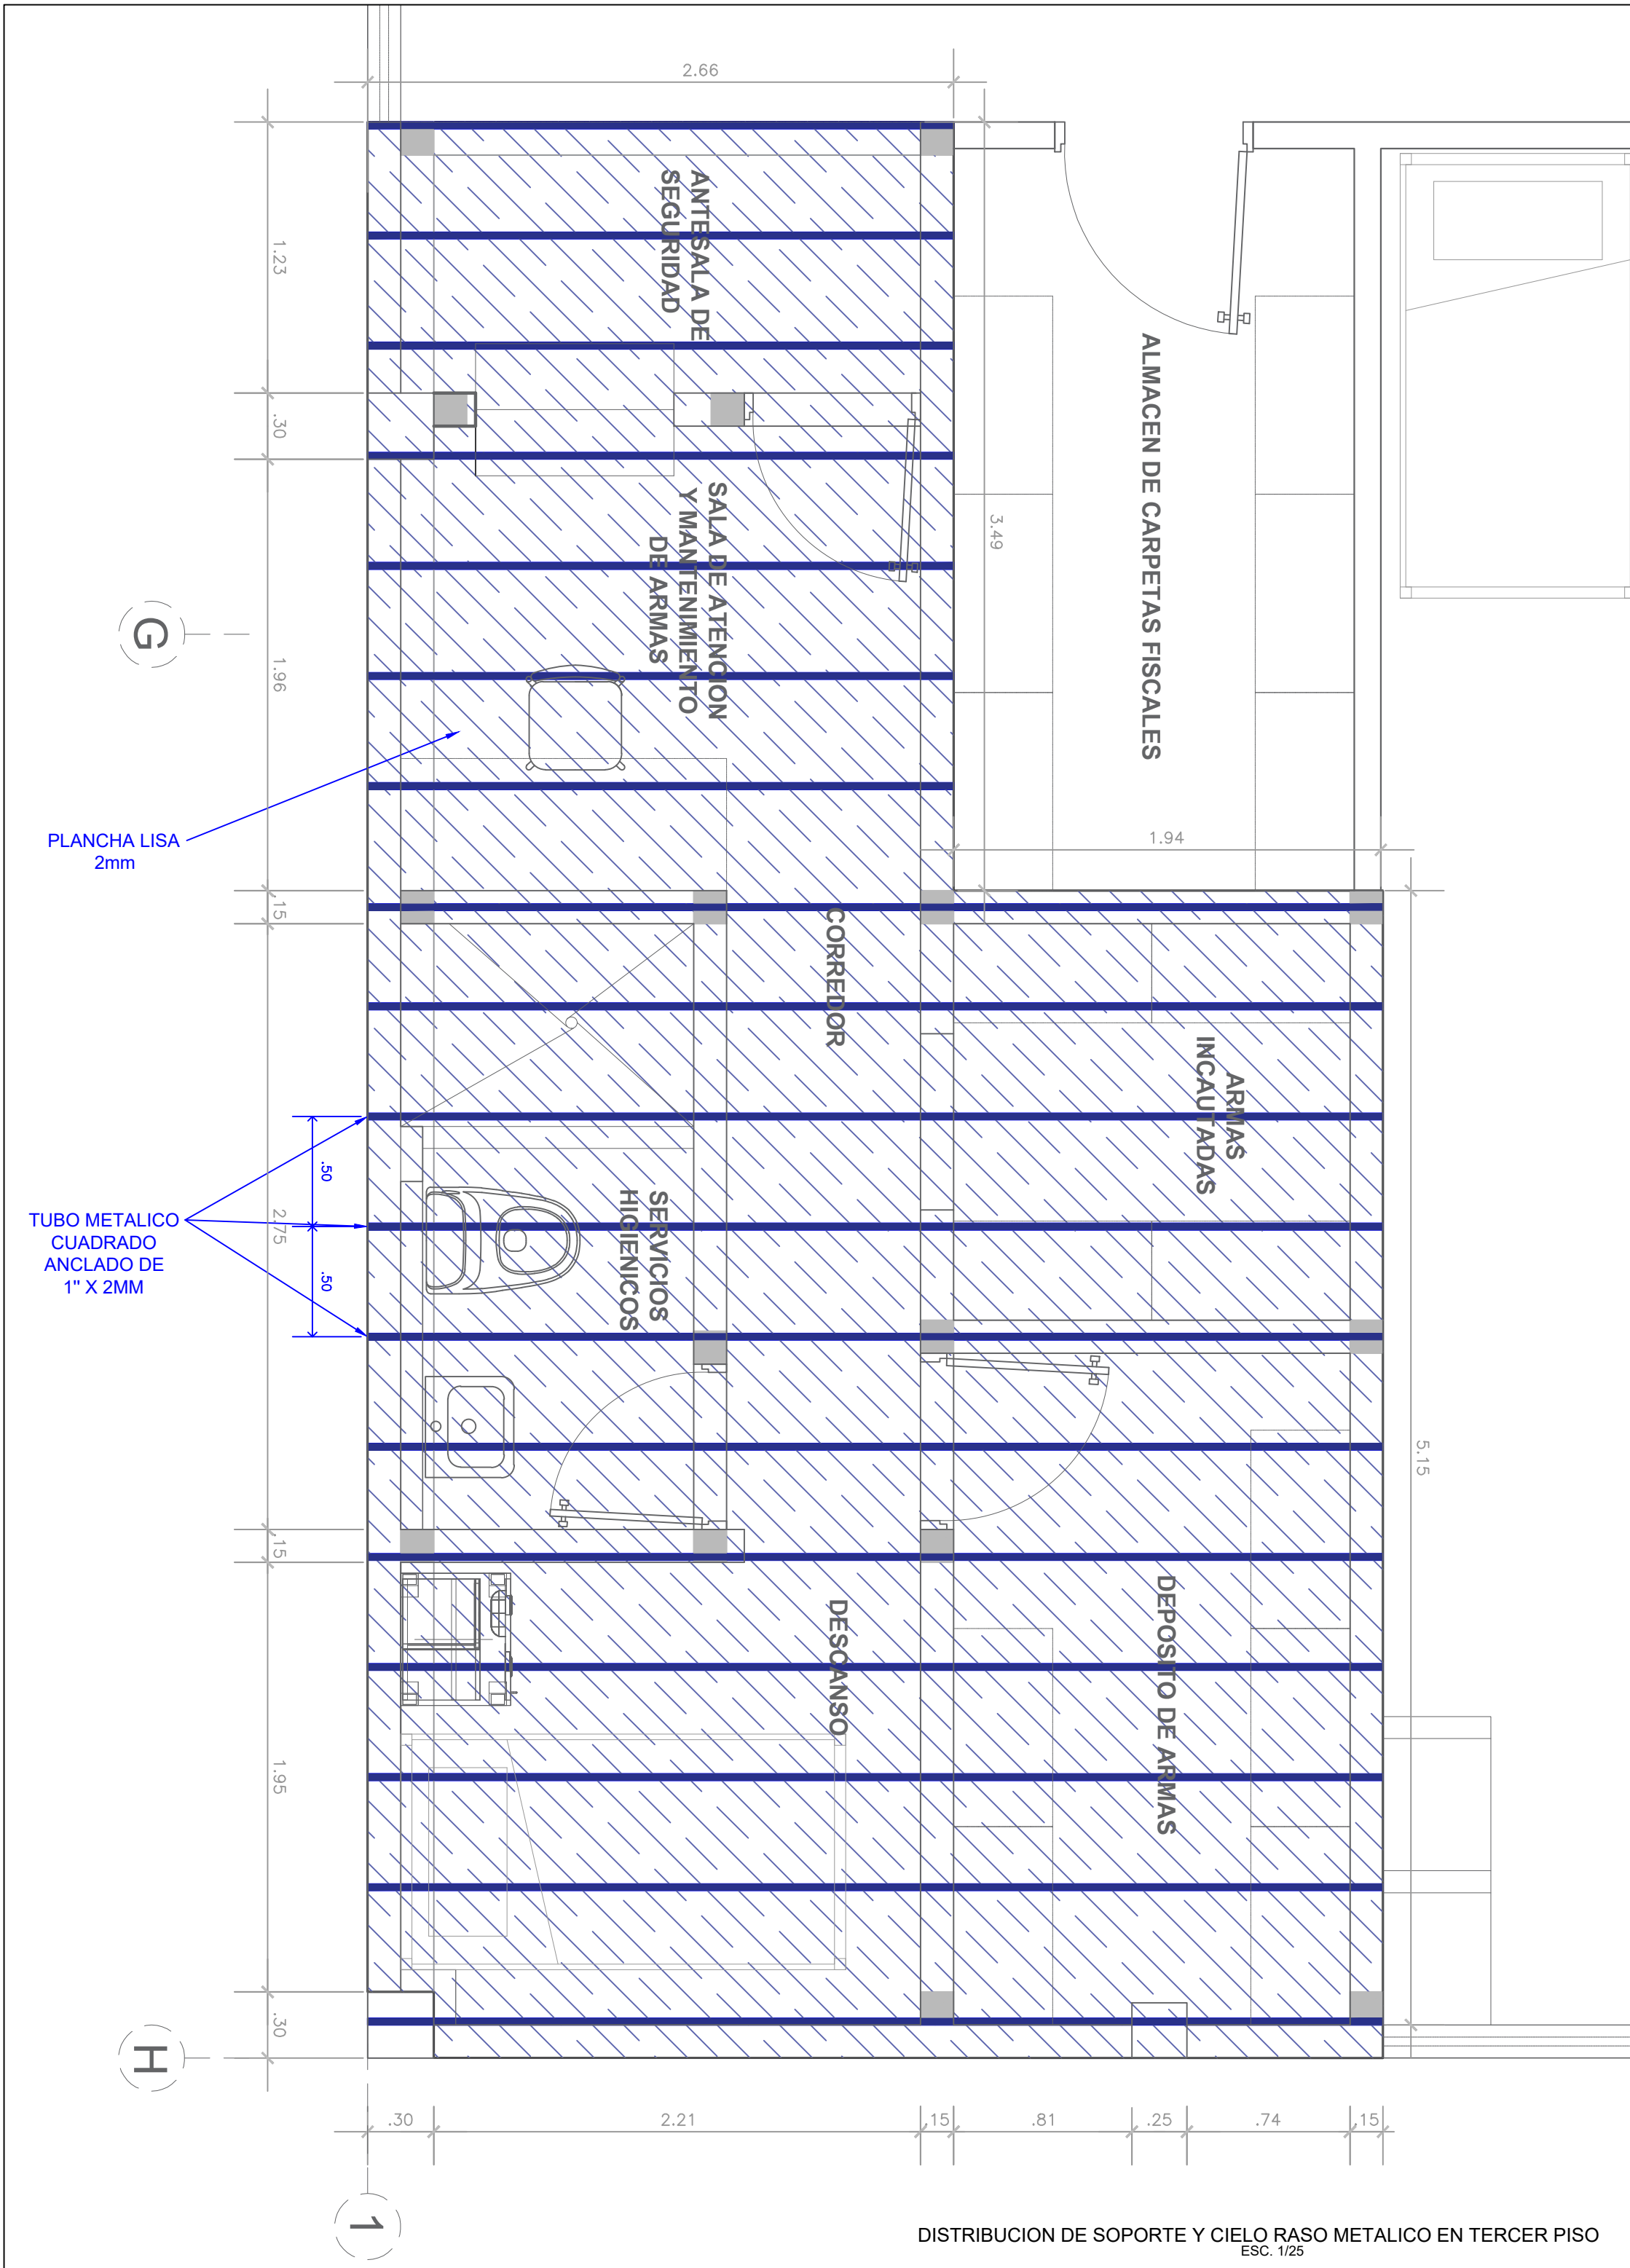 2.66
ANTESALA DE
SEGURIDAD
1.23
.30
ALMACEN DE CARPETAS FISCALES
3.49
SALA DE ATENCION
Y MANTENIMIENTO
DE ARMAS
G
1.96
PLANCHA LISA
2mm
1.94
.15
CORREDOR
ARMAS
INCAUTADAS
.50
2.75
.50
TUBO METALICO
CUADRADO
ANCLADO DE
1" X 2MM
SERVICIOS
HIGIENICOS
5.15
.15
DESCANSO
DEPOSITO DE ARMAS
1.95
.30
H
.30
2.21
.15
.81
.25
.74
.15
1
DISTRIBUCION DE SOPORTE Y CIELO RASO METALICO EN TERCER PISO
ESC. 1/25